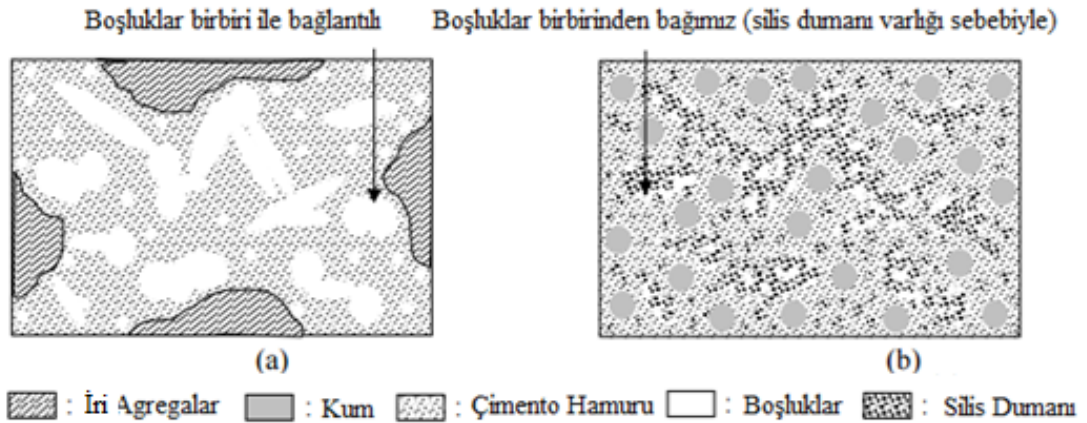 Boşluklar birbiri ile bağlantılı
Boşluklar birbirinden bağımız (silis dumanı varlığı sebebiyle)
(a)
(b)
: İri Agregalar : Kum : Çimento Hamuru : Boşluklar : Silis Dumanı